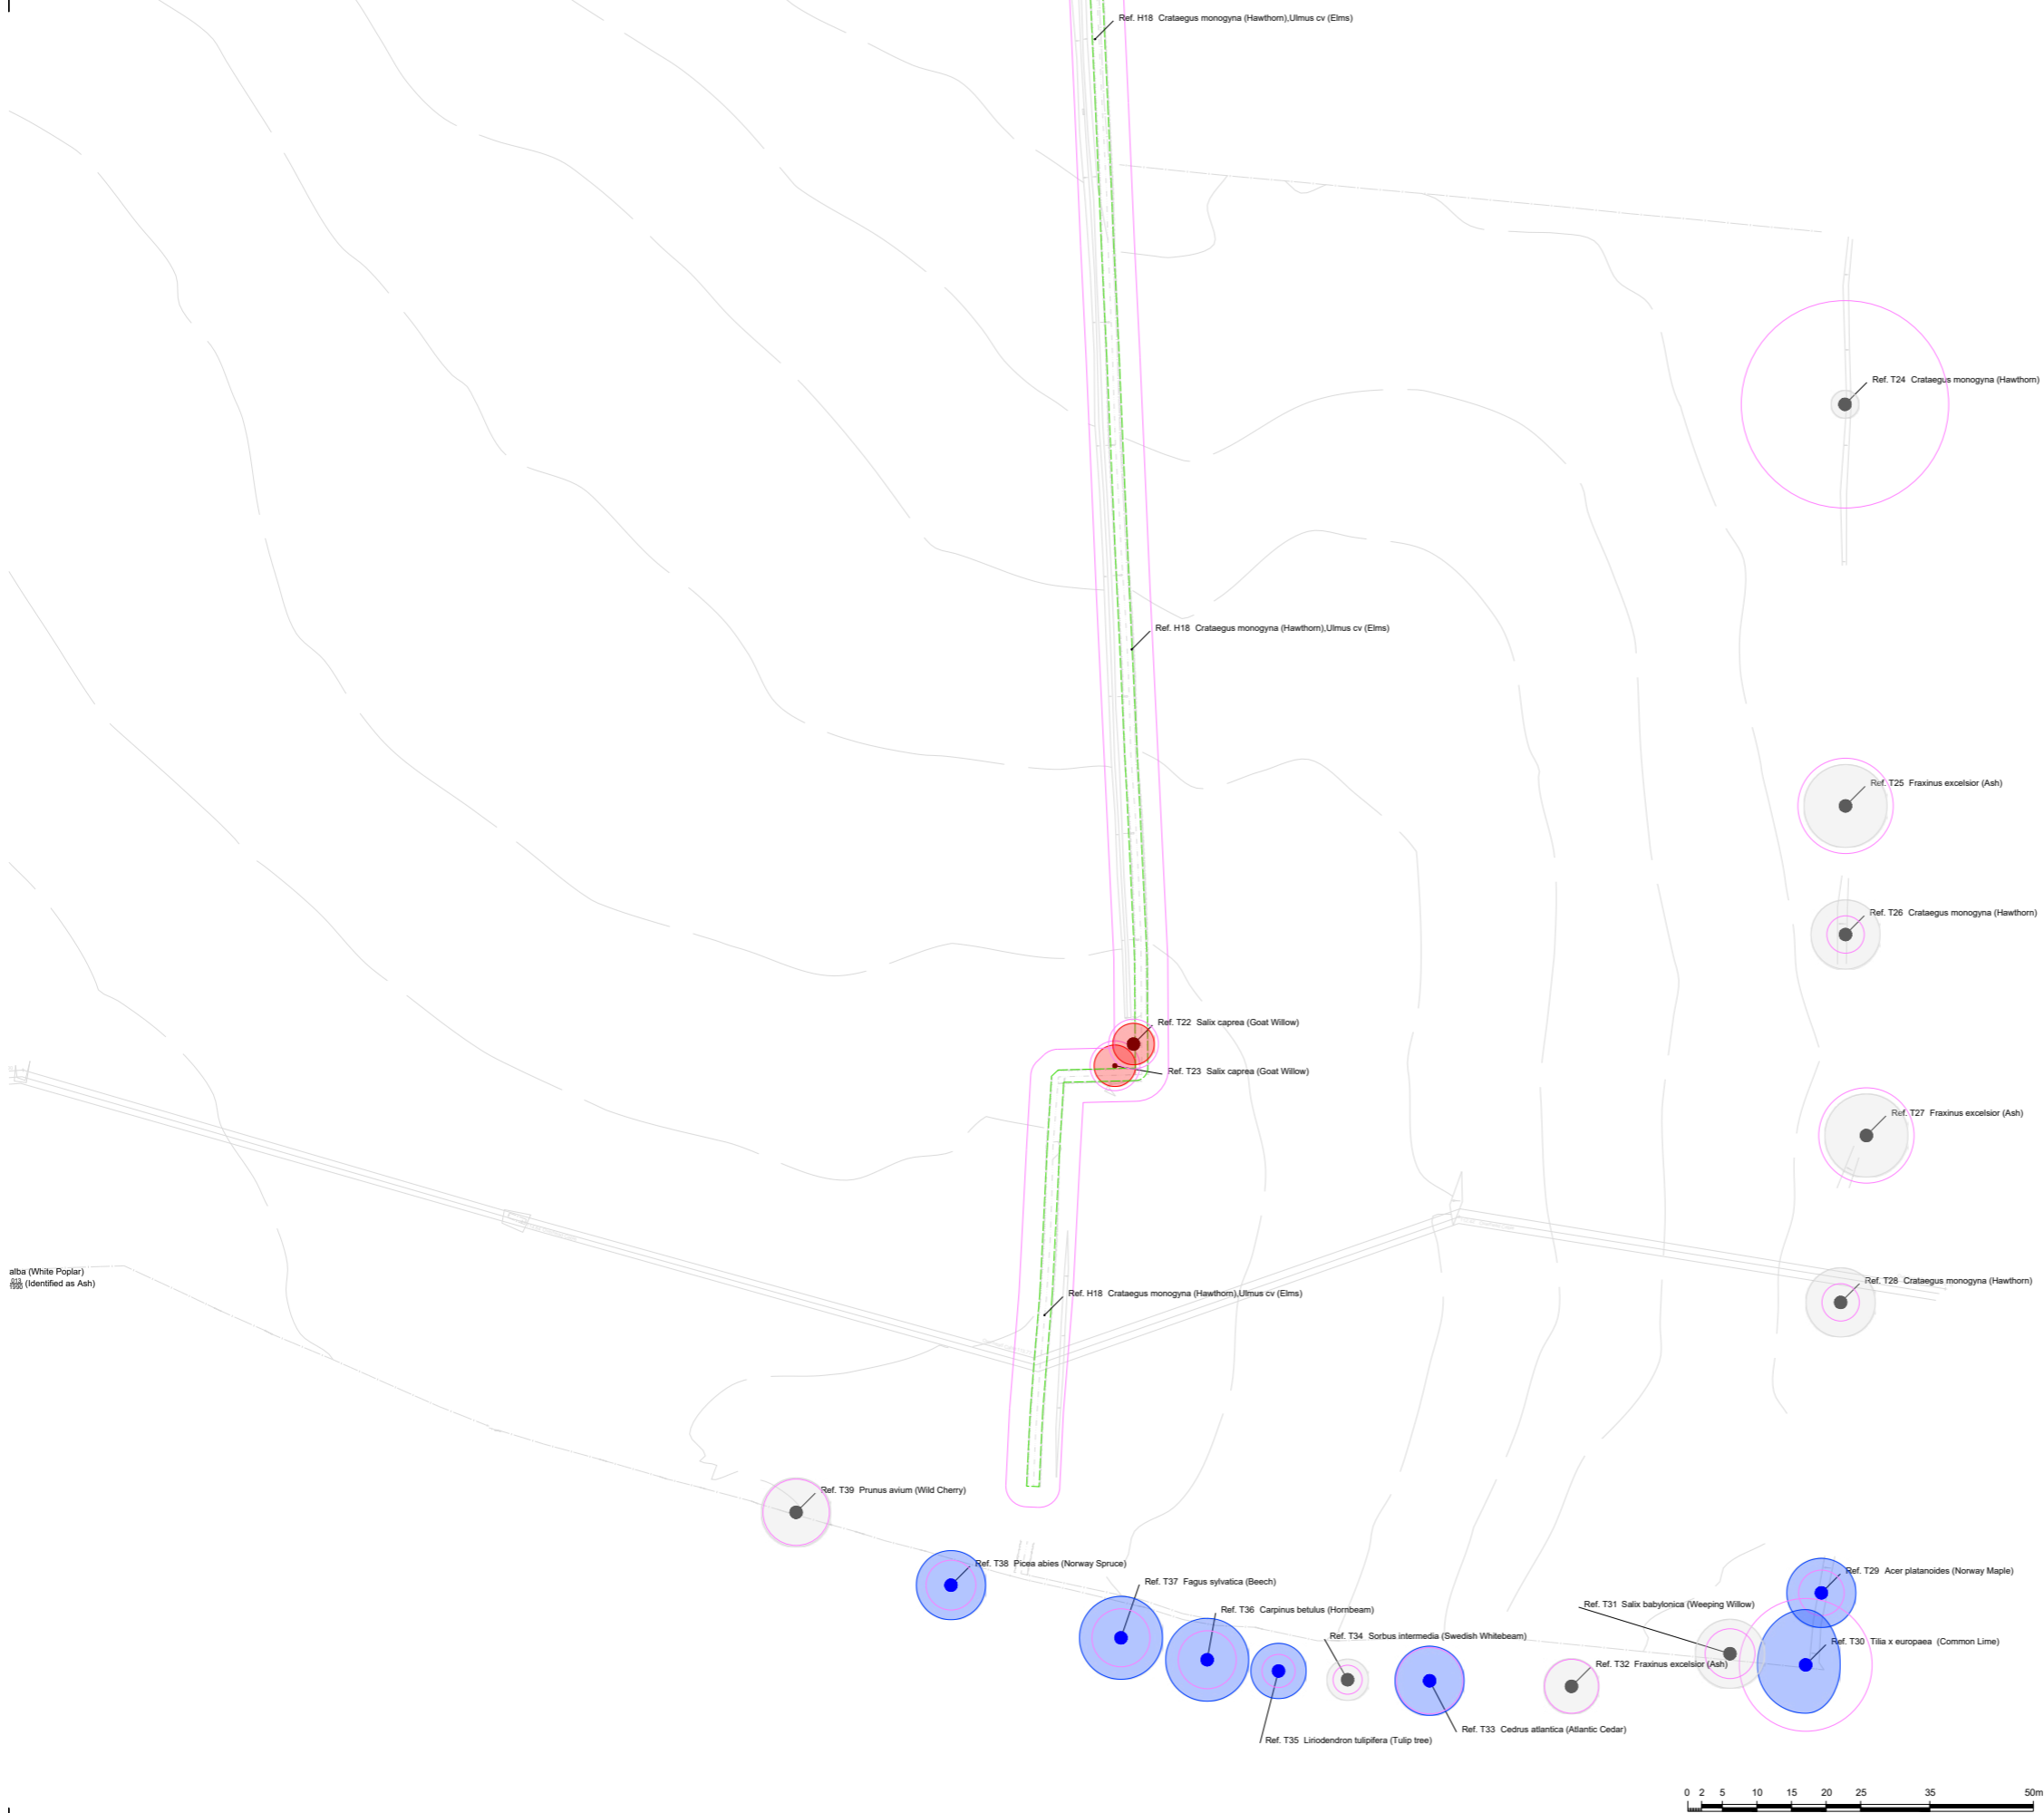 Ref. H18  Crataegus monogyna (Hawthorn),Ulmus cv (Elms)
Ref. T24  Crataegus monogyna (Hawthorn)
Ref. H18  Crataegus monogyna (Hawthorn),Ulmus cv (Elms)
Ref. T25  Fraxinus excelsior (Ash)
Ref. T26  Crataegus monogyna (Hawthorn)
Ref. T22  Salix caprea (Goat Willow)
Ref. T23  Salix caprea (Goat Willow)
Ref. T27  Fraxinus excelsior (Ash)
alba (White Poplar)
(Identified as Ash)
Ref. T28  Crataegus monogyna (Hawthorn)
Ref. H18  Crataegus monogyna (Hawthorn),Ulmus cv (Elms)
Ref. T39  Prunus avium (Wild Cherry)
Ref. T38  Picea abies (Norway Spruce)
Ref. T29  Acer platanoides (Norway Maple)
Ref. T37  Fagus sylvatica (Beech)
Ref. T31  Salix babylonica (Weeping Willow)
Ref. T36  Carpinus betulus (Hornbeam)
Ref. T34  Sorbus intermedia (Swedish Whitebeam)
Ref. T30  Tilia x europaea  (Common Lime)
Ref. T32  Fraxinus excelsior (Ash)
Ref. T33  Cedrus atlantica (Atlantic Cedar)
Ref. T35  Liriodendron tulipifera (Tulip tree)
0 2 5 10 15 20 25 35 50m